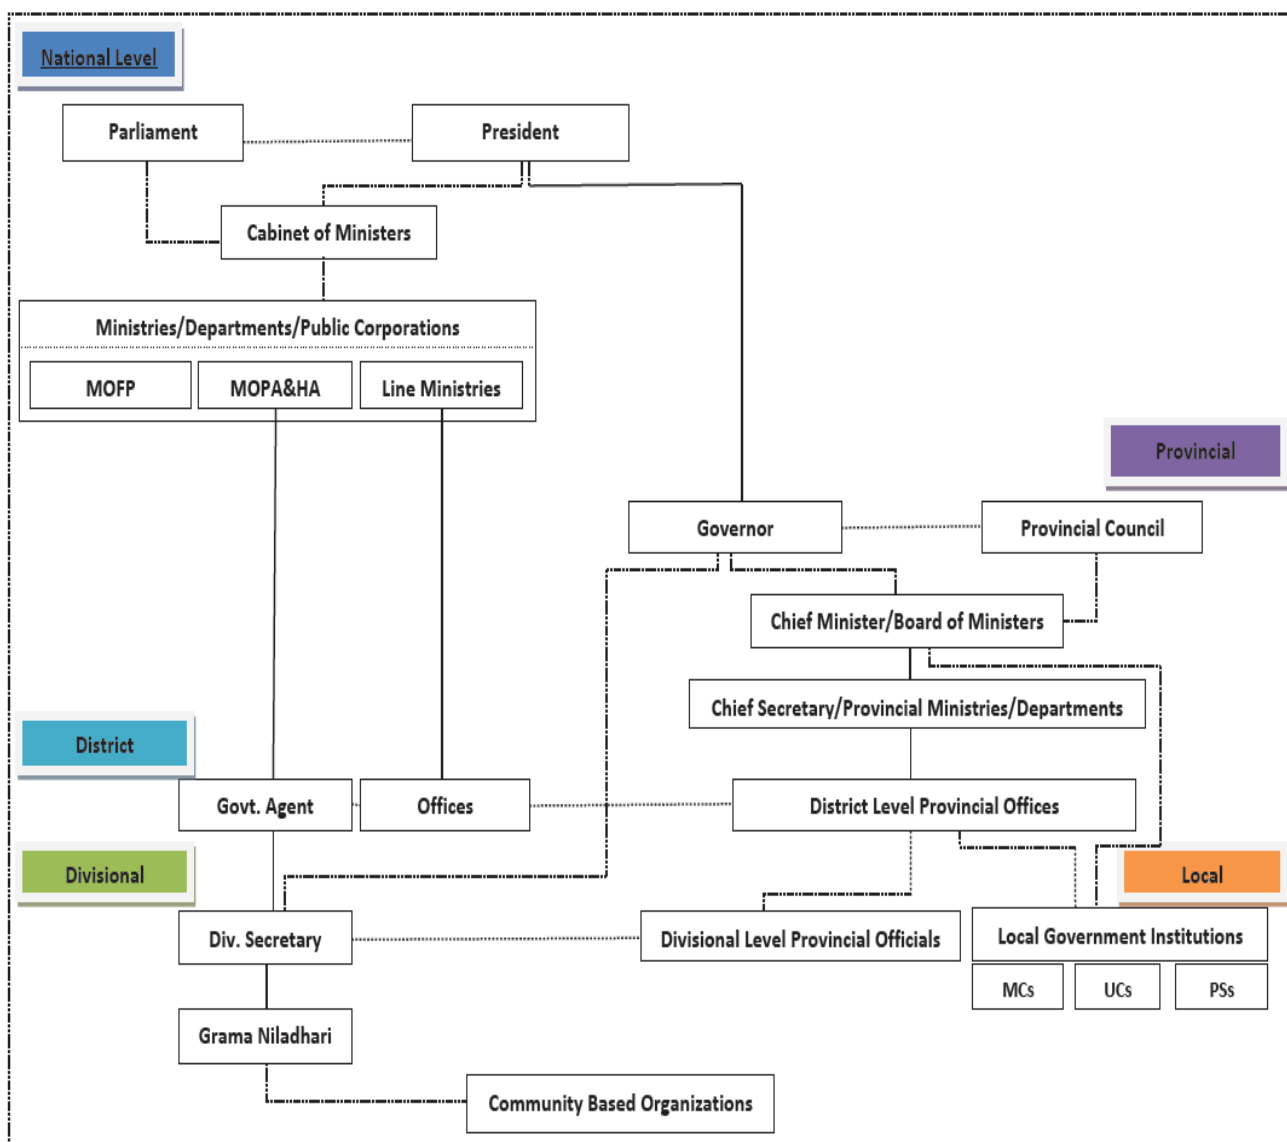 National Level
Parliament
President
Cabinet of Ministers
Ministries/Departments/Public Corporations
MOFP
MOPA&HA
Line Ministries
Provincial
Governor
Provincial Council
Chief Minister/Board of Ministers
Chief Secretary/Provincial Ministries/Departments
District
Govt. Agent
Offices
District Level Provincial Offices
Divisional
Local
Div. Secretary
Divisional Level Provincial Officials
Local Government Institutions
MCs
UCs
PSs
Grama Niladhari
Community Based Organizations